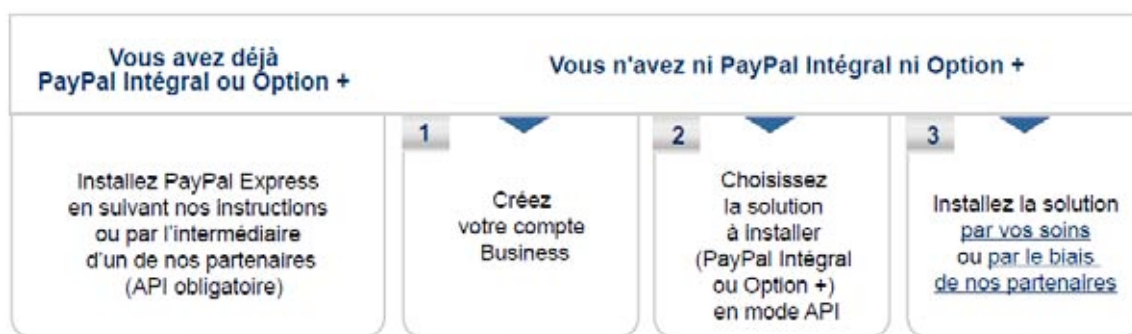 Vous avez déjà
PayPal Intégral ou Option +
Vous n'avez ni PayPal Intégral ni Option +
Installez PayPal Express
en suivant nos instructions
ou par l'intermédiaire
d'un de nos partenaires
(API obligatoire)
1
Créez
votre compte
Business
2
Choisissez
la solution
à installer
(PayPal Intégral
ou Option +)
en mode API
3
Installez la solution
par vos soins
ou par le biais
de nos partenaires